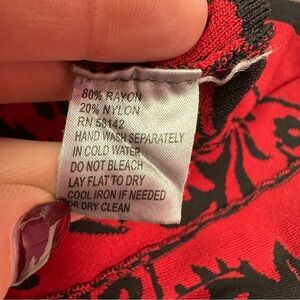 80% RAYON
20% NYLON
RN 58142
HAND WASH SEPARATELY
IN COLD WATER
DO NOT BLEACH
LAY FLAT TO DRY
COOL IRON IF NEEDED
OR DRY CLEAN